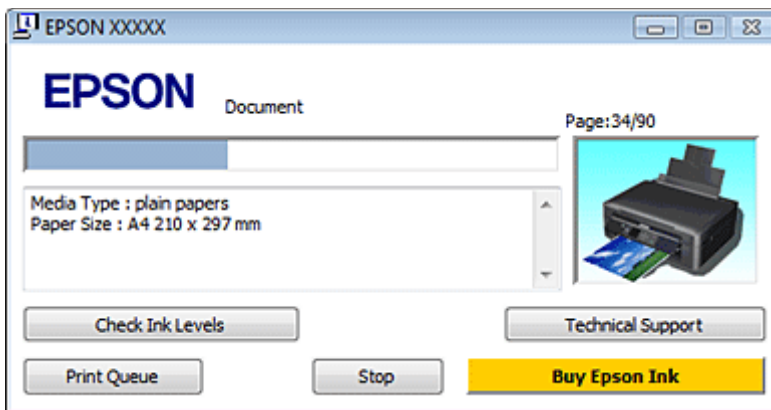 EPSON XXXXX
EPSON
Document
Page:34/90
Media Type : plain papers
Paper Size : A4 210 x 297 mm
Check Ink Levels
Technical Support
Print Queue
Stop
Buy Epson Ink